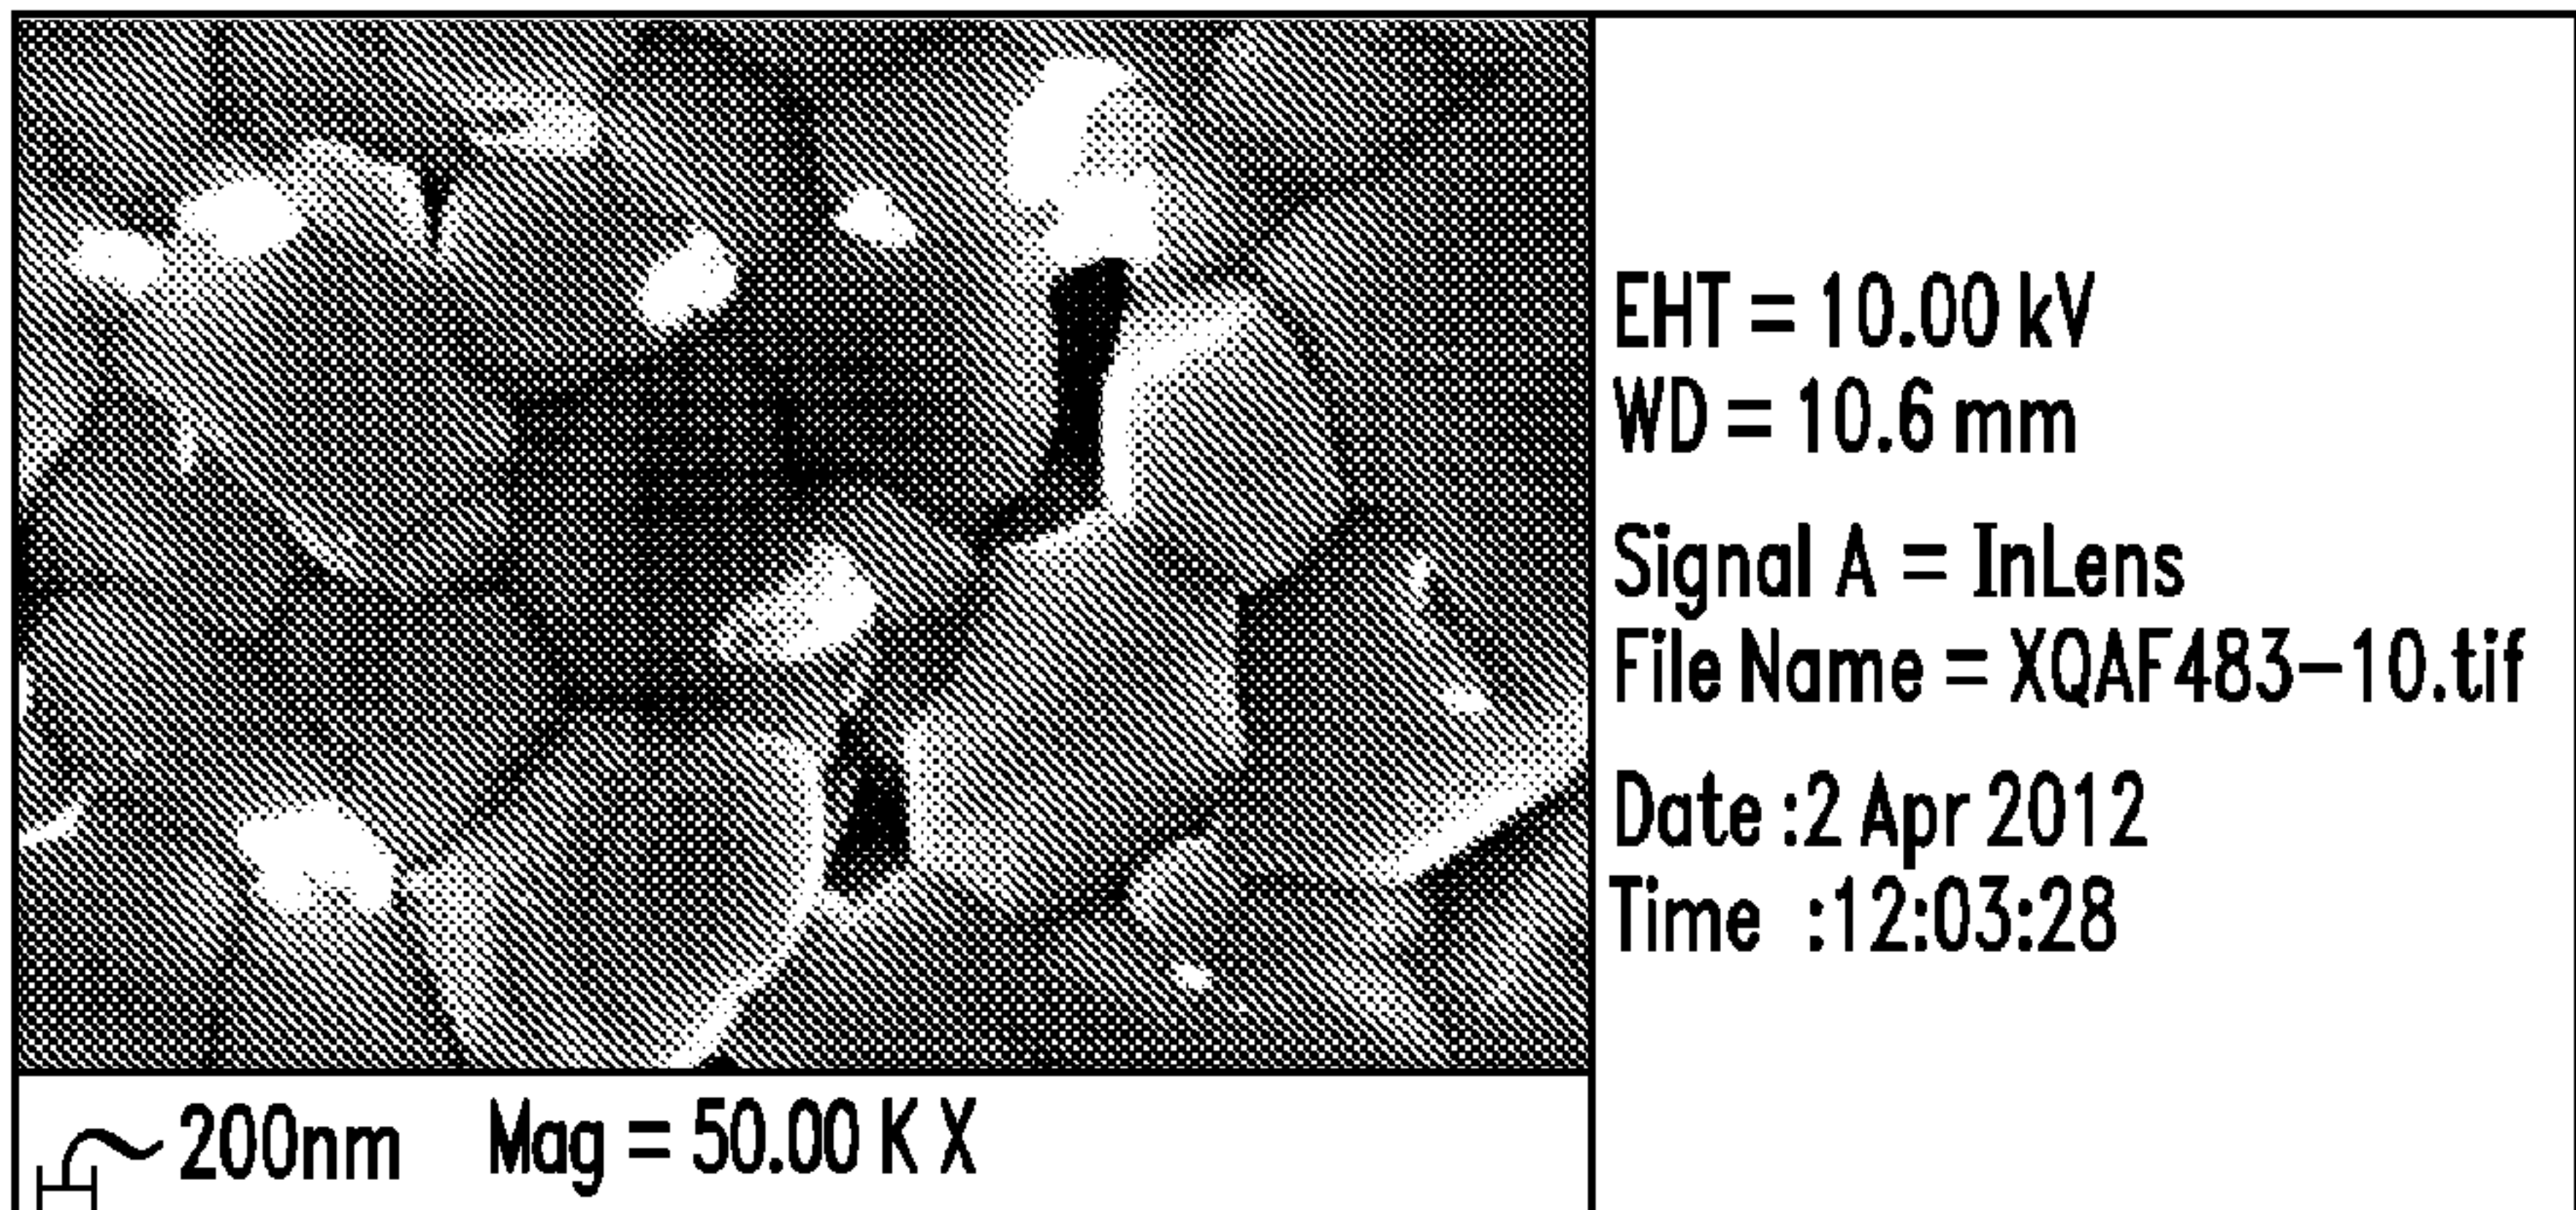 EHT = 10.00 kV
WD = 10.6 mm
Signal A = InLens
File Name = XQAF483-10.tif
Date :2 Apr 2012
Time :12:03:28
200nm Mag = 50.00 K X